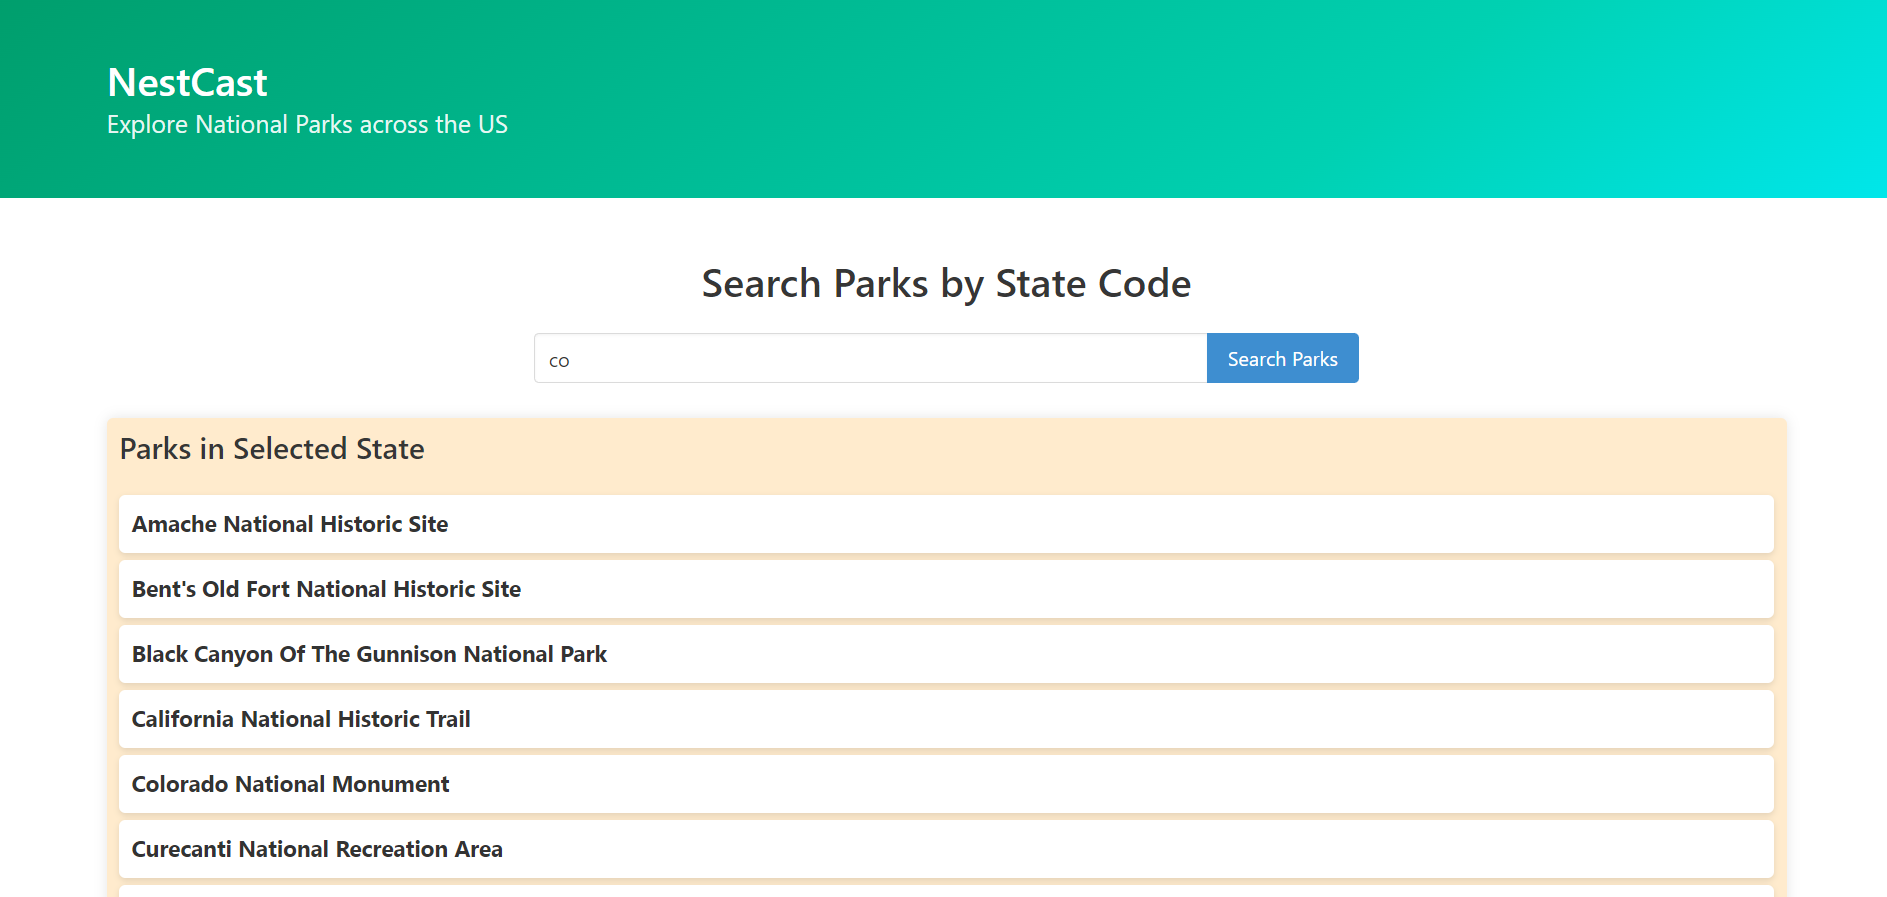 NestCast
Explore National Parks across the US
Search Parks by State Code
co
Search Parks
Parks in Selected State
Amache National Historic Site
Bent's Old Fort National Historic Site
Black Canyon Of The Gunnison National Park
California National Historic Trail
Colorado National Monument
Curecanti National Recreation Area